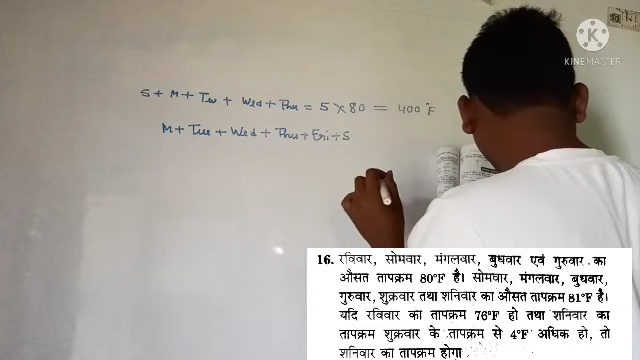 KINEMASTER
S + M + Tue + Wed + Thu = 5 × 80 = 400°F
M + Tue + Wed + Thu + Fri + S
16. रविवार, सोमवार, मंगलवार, बुधवार एवं गुरुवार का
औसत तापक्रम 80°F है। सोमवार, मंगलवार, बुधवार,
गुरुवार, शुक्रवार तथा शनिवार का औसत तापक्रम 81°F है।
यदि रविवार का तापक्रम 76°F हो तथा शनिवार का
तापक्रम शुक्रवार के तापक्रम से 4°F अधिक हो, तो
शनिवार का तापक्रम होगा